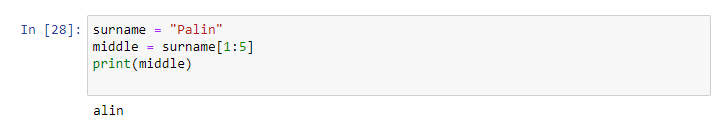 In [28]: surname = "Palin"
middle = surname[1:5]
print(middle)
alin